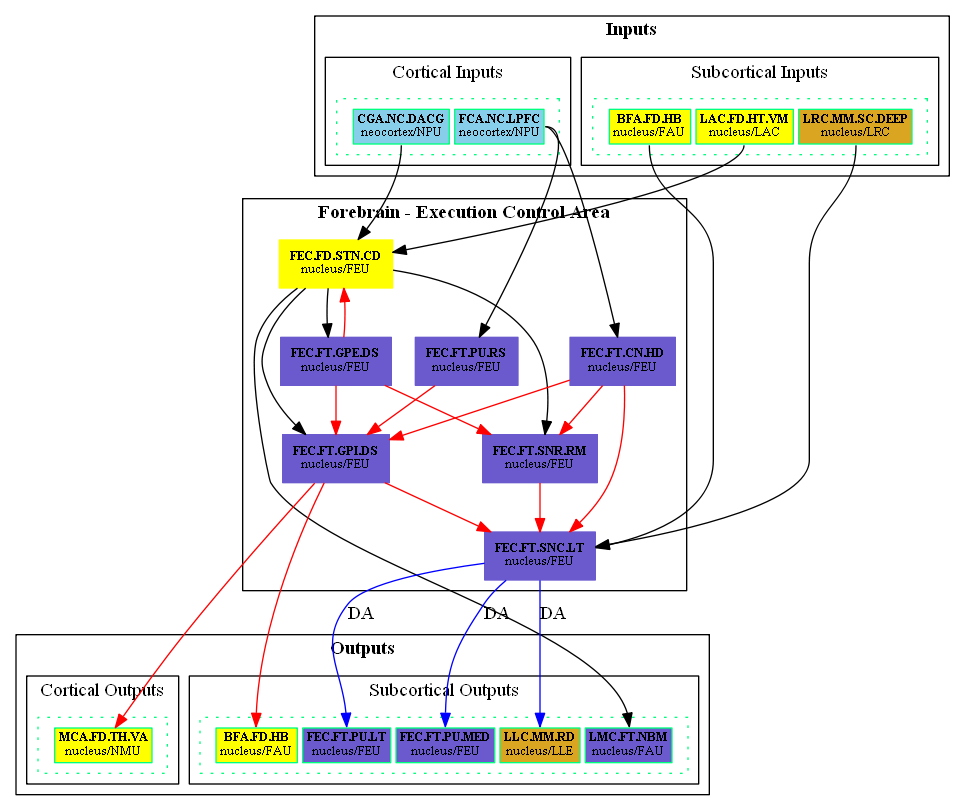 Inputs
Cortical Inputs
Subcortical Inputs
CGA.NC.DACG
neocortex/NPU
FCA.NC.LPFC
neocortex/NPU
BFA.FD.HB
nucleus/FAU
LAC.FD.HT.VM
nucleus/LAC
LRC.MM.SC.DEEP
nucleus/LRC
Forebrain - Execution Control Area
FEC.FD.STN.CD
nucleus/FEU
FEC.FT.GPE.DS
nucleus/FEU
FEC.FT.PU.RS
nucleus/FEU
FEC.FT.CN.HD
nucleus/FEU
FEC.FT.GPI.DS
nucleus/FEU
FEC.FT.SNR.RM
nucleus/FEU
FEC.FT.SNC.LT
nucleus/FEU
DA
DA
DA
Outputs
Cortical Outputs
Subcortical Outputs
MCA.FD.TH.VA
nucleus/NMU
BFA.FD.HB
nucleus/FAU
FEC.FT.PU.LT
nucleus/FEU
FEC.FT.PU.MED
nucleus/FEU
LLC.MM.RD
nucleus/LLE
LMC.FT.NBM
nucleus/FAU